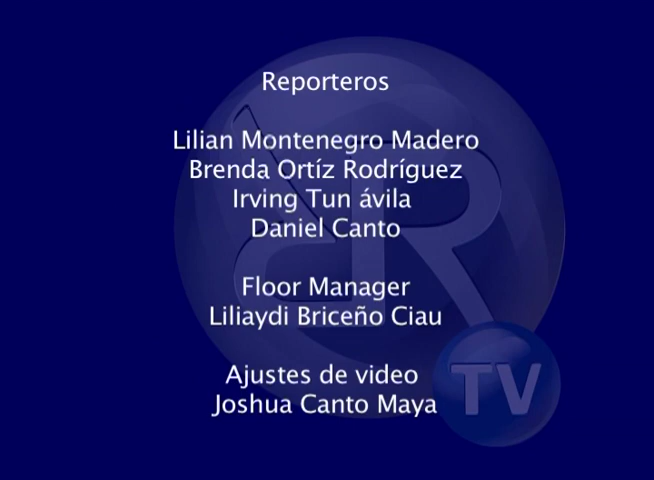 Reporteros
Lilian Montenegro Madero
Brenda Ortíz Rodríguez
Irving Tun ávila
Daniel Canto
Floor Manager
Liliaydi Briceño Ciau
Ajustes de video
Joshua Canto Maya
R
TV